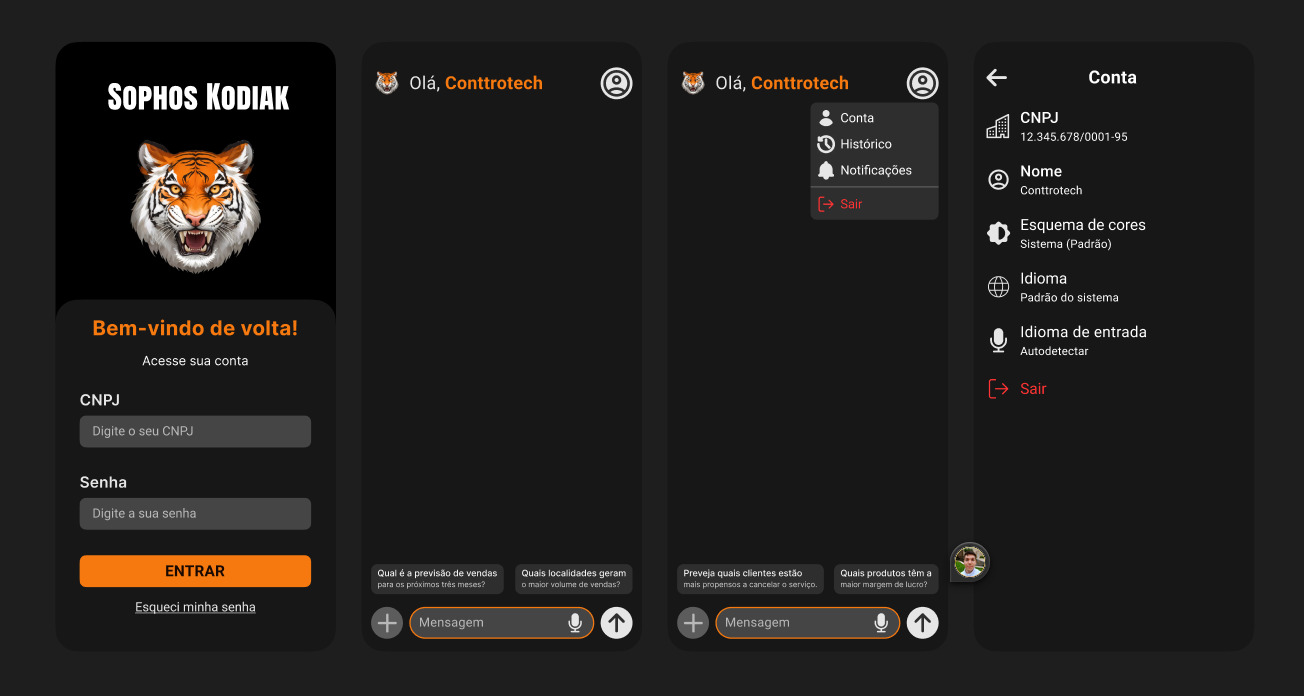 SOPHOS KODIAK
Bem-vindo de volta!
Acesse sua conta
CNPJ
Digite o seu CNPJ
Senha
Digite a sua senha
ENTRAR
Esqueci minha senha
Olá, Conttrotech
Qual é a previsão de vendas
para os próximos três meses?
Quais localidades geram
o maior volume de vendas?
Mensagem
Olá, Conttrotech
Conta
Histórico
Notificações
Sair
Preveja quais clientes estão
mais propensos a cancelar o serviço.
Quais produtos têm a
maior margem de lucro?
Mensagem
Conta
CNPJ
12.345.678/0001-95
Nome
Conttrotech
Esquema de cores
Sistema (Padrão)
Idioma
Padrão do sistema
Idioma de entrada
Autodetectar
Sair